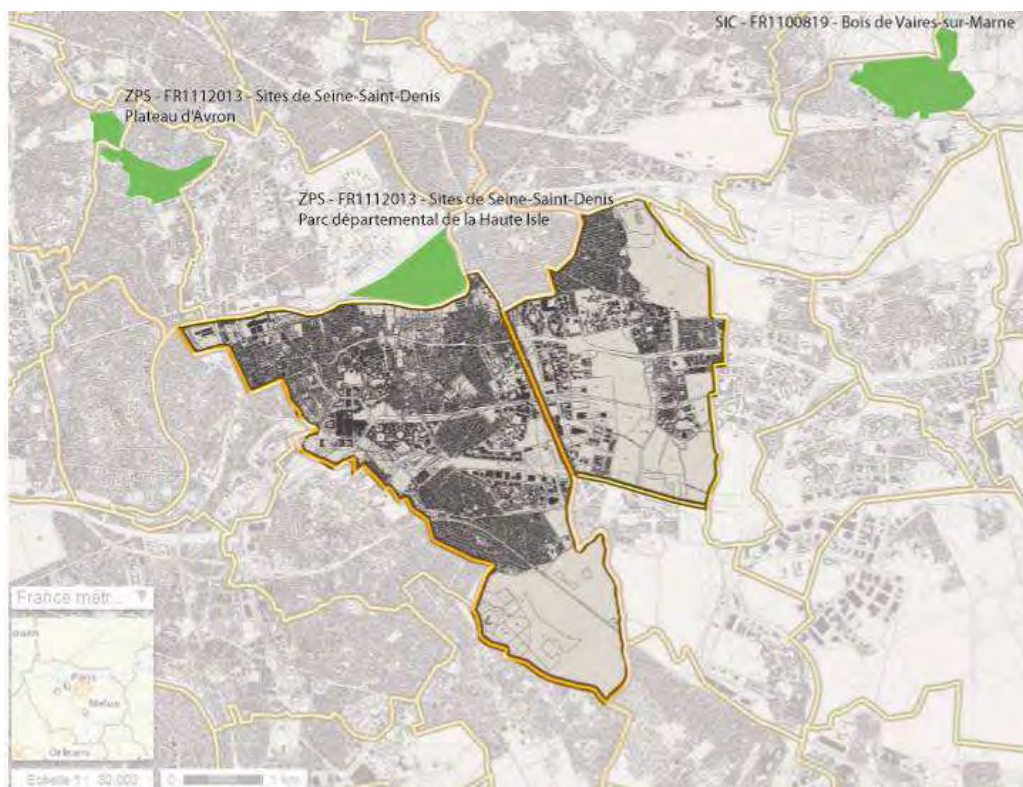 SIC - FR1100819 - Bois de Vaires-sur-Marne
ZPS - FR1112013 - Sites de Seine-Saint-Denis
Plateau d'Avron
ZPS - FR1112013 - Sites de Seine-Saint-Denis
Parc départemental de la Haute Isle
France métr...
Paris
Melun
Orléans
Echelle 1 : 80,000
0
1 km